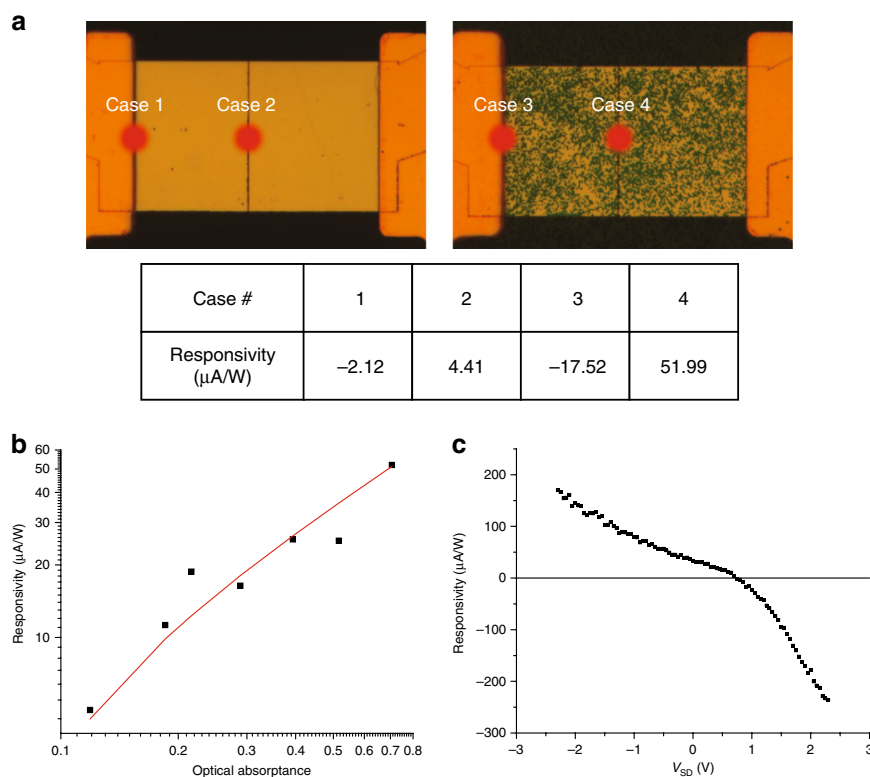 a
Case 1
Case 2
Case 3
Case 4
Case # 1 2 3 4
Responsivity (μA/W) −2.12 4.41 −17.52 51.99
b
60
50
40
30
20
10
Responsivity (μA/W)
0.1 0.2 0.3 0.4 0.5 0.6 0.7 0.8
Optical absorptance
c
200
100
0
−100
−200
−300
Responsivity (μA/W)
−3 −2 −1 0 1 2 3
VSD (V)